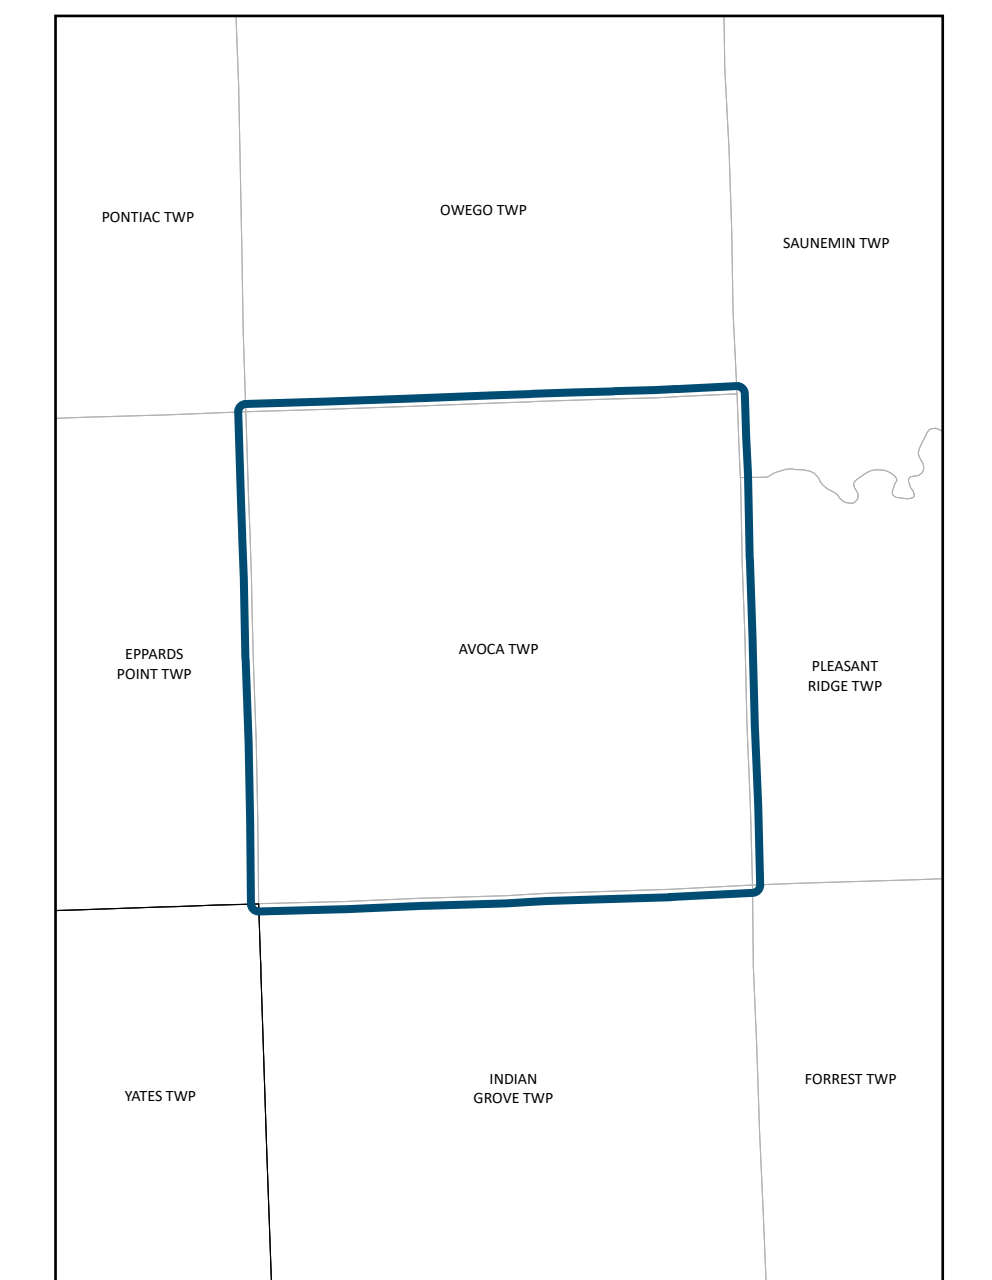 OWEGO TWP
PONTIAC TWP
SAUNEMIN TWP
AVOCA TWP
EPPARDS
POINT TWP
PLEASANT
RIDGE TWP
INDIAN
GROVE TWP
FORREST TWP
YATES TWP